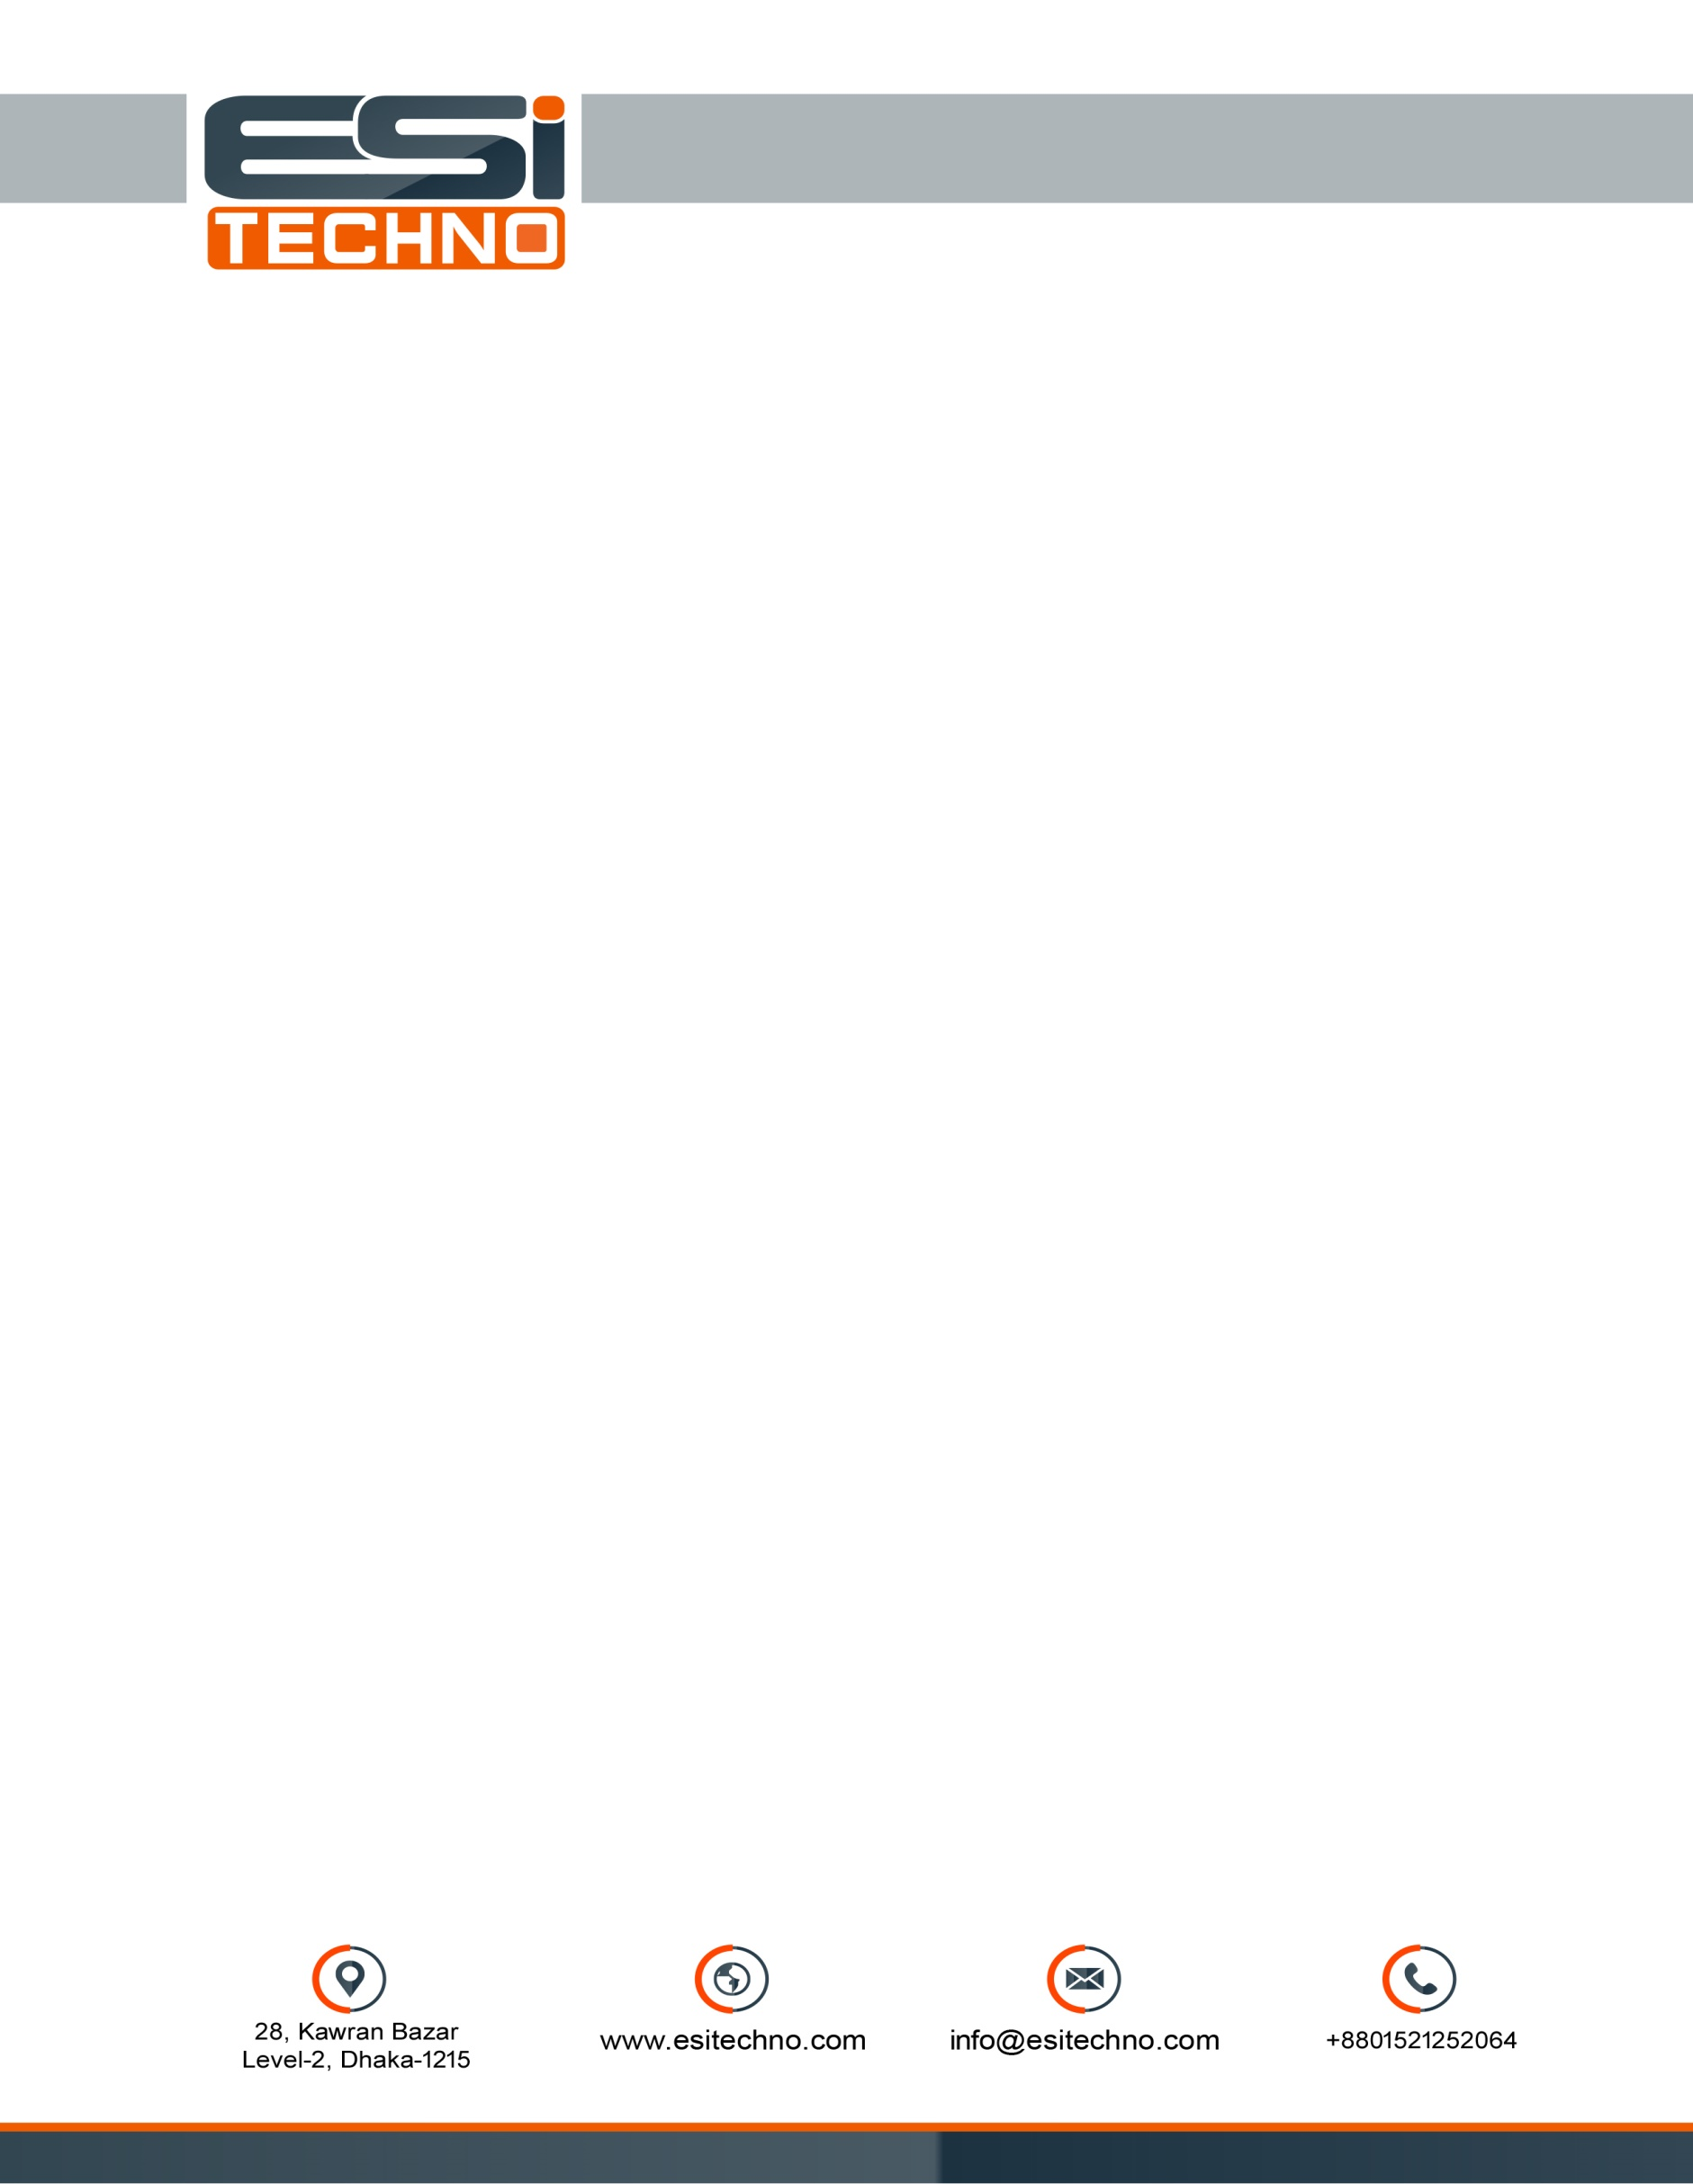 ESi
TECHNO
28, Kawran Bazar
Level-2, Dhaka-1215
www.esitechno.com
info@esitechno.com
+8801521252064